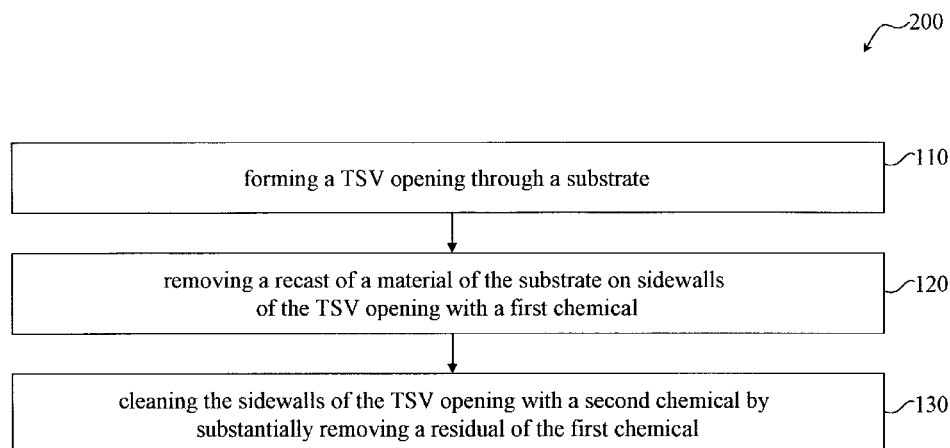 200
forming a TSV opening through a substrate
110
removing a recast of a material of the substrate on sidewalls
of the TSV opening with a first chemical
120
cleaning the sidewalls of the TSV opening with a second chemical by
substantially removing a residual of the first chemical
130